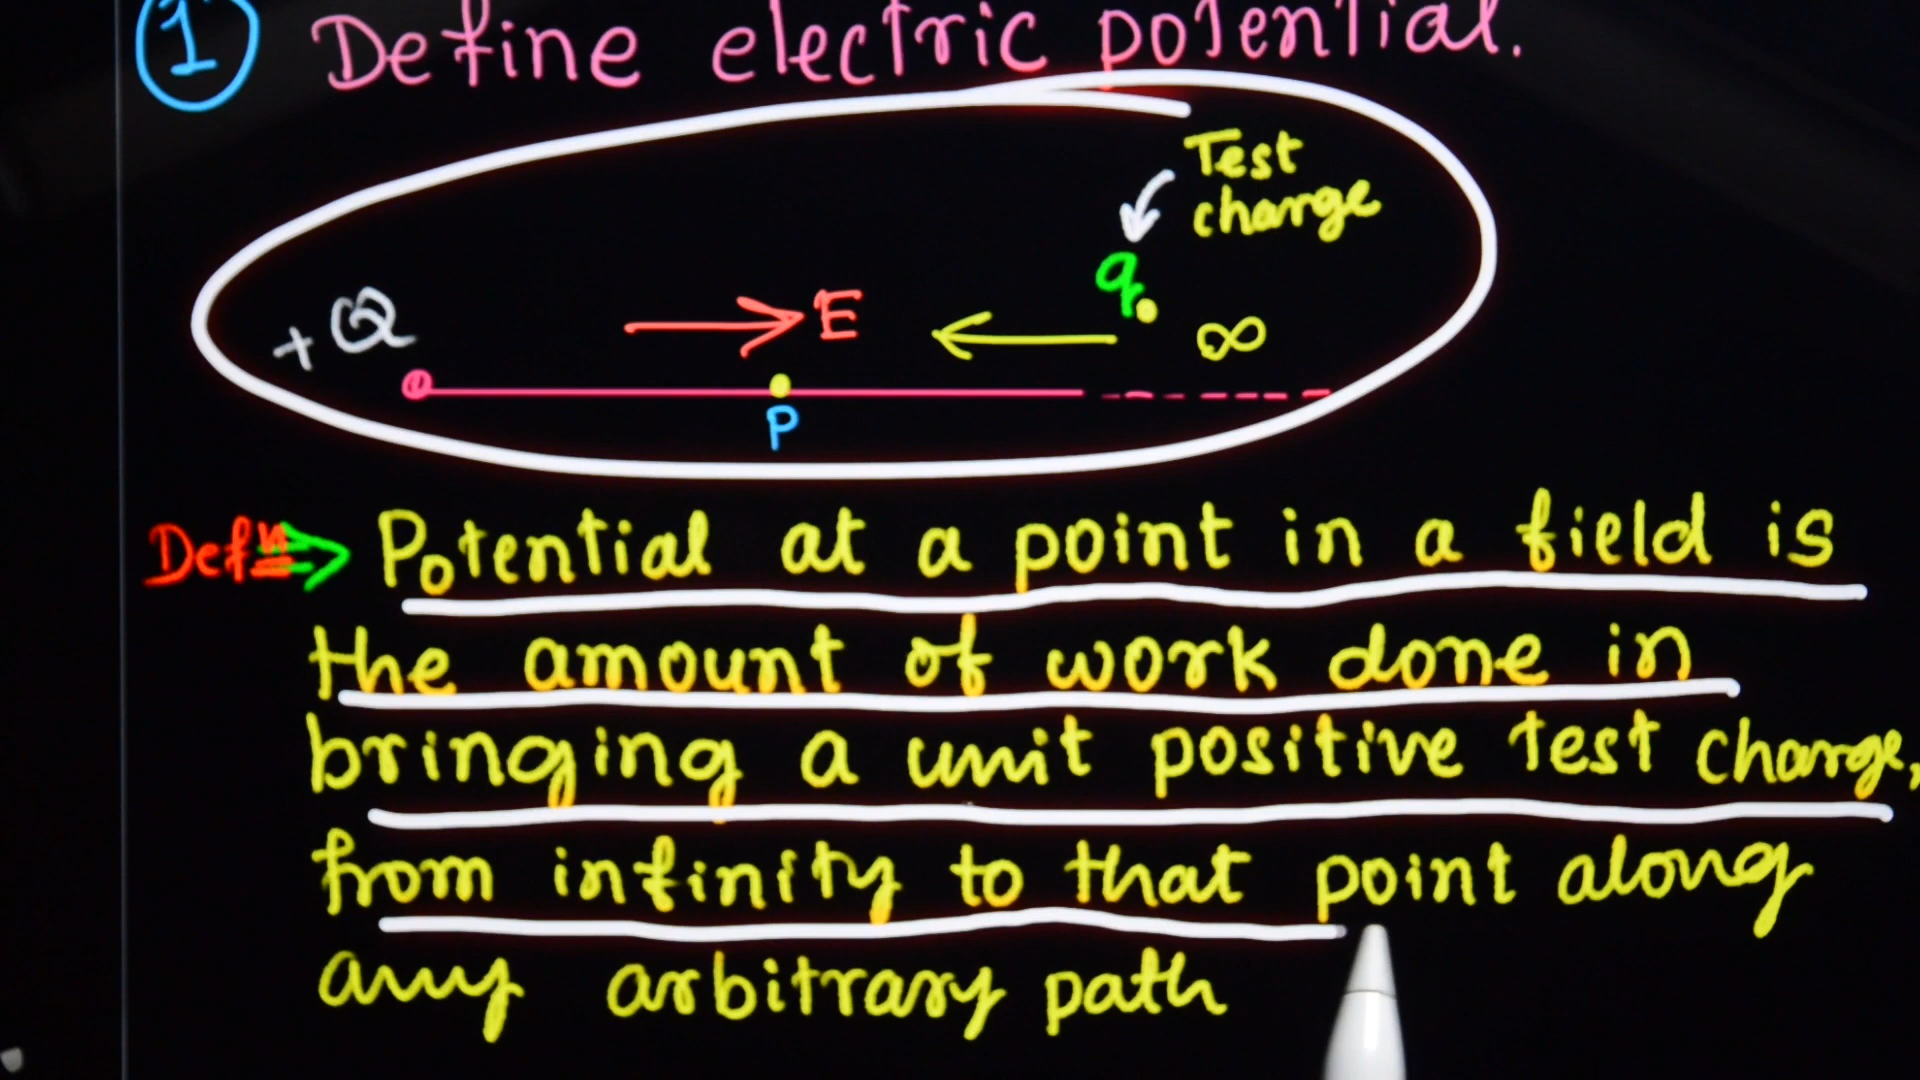 1 Define electric potential.
Test
charge
q
+Q
E
∞
P
Defn ⇒ Potential at a point in a field is
the amount of work done in
bringing a unit positive test charge,
from infinity to that point along
any arbitrary path